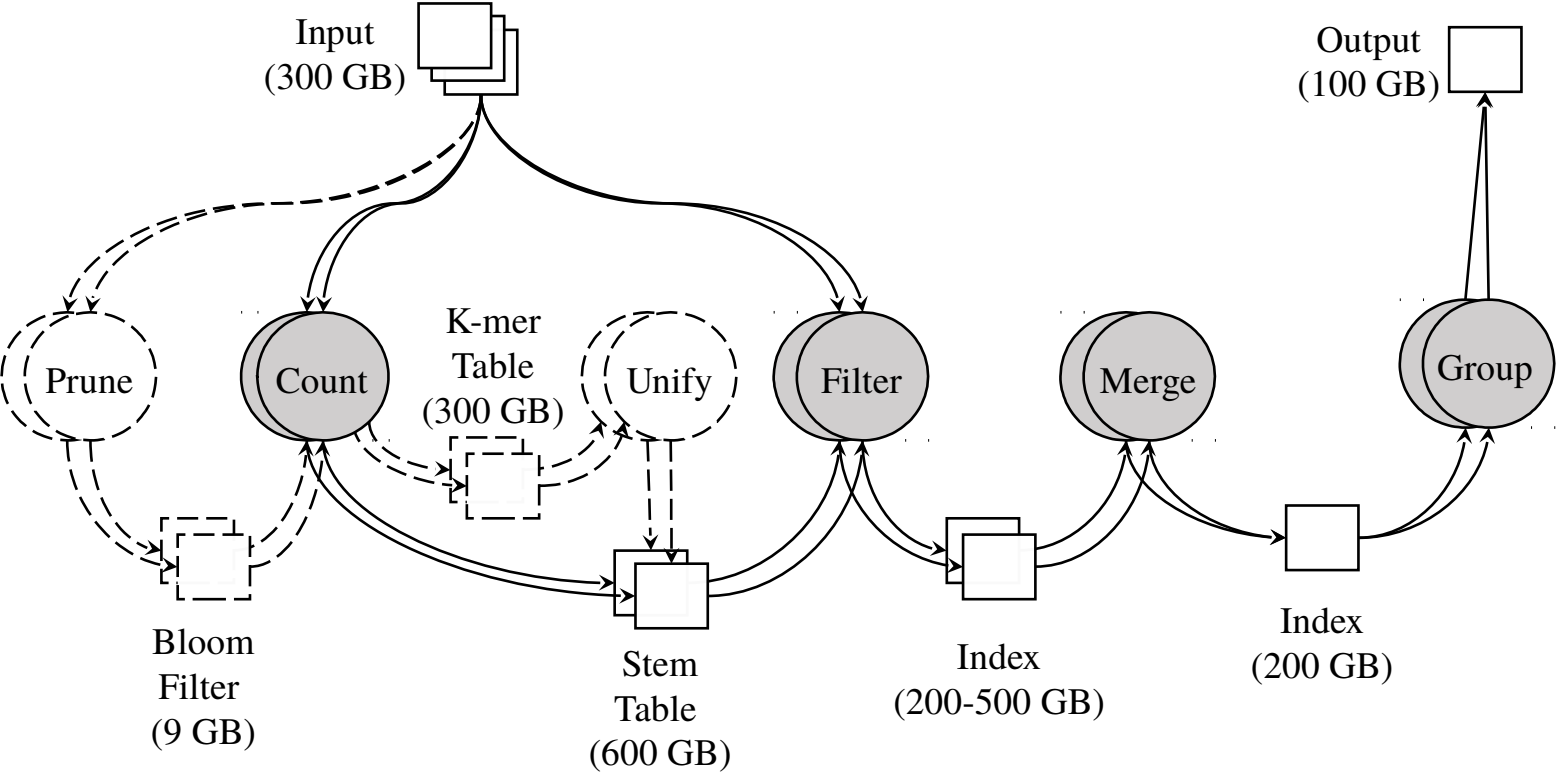 Input
(300 GB)
Output
(100 GB)
Prune
Count
K-mer
Table
(300 GB)
Unify
Filter
Merge
Group
Bloom
Filter
(9 GB)
Stem
Table
(600 GB)
Index
(200-500 GB)
Index
(200 GB)